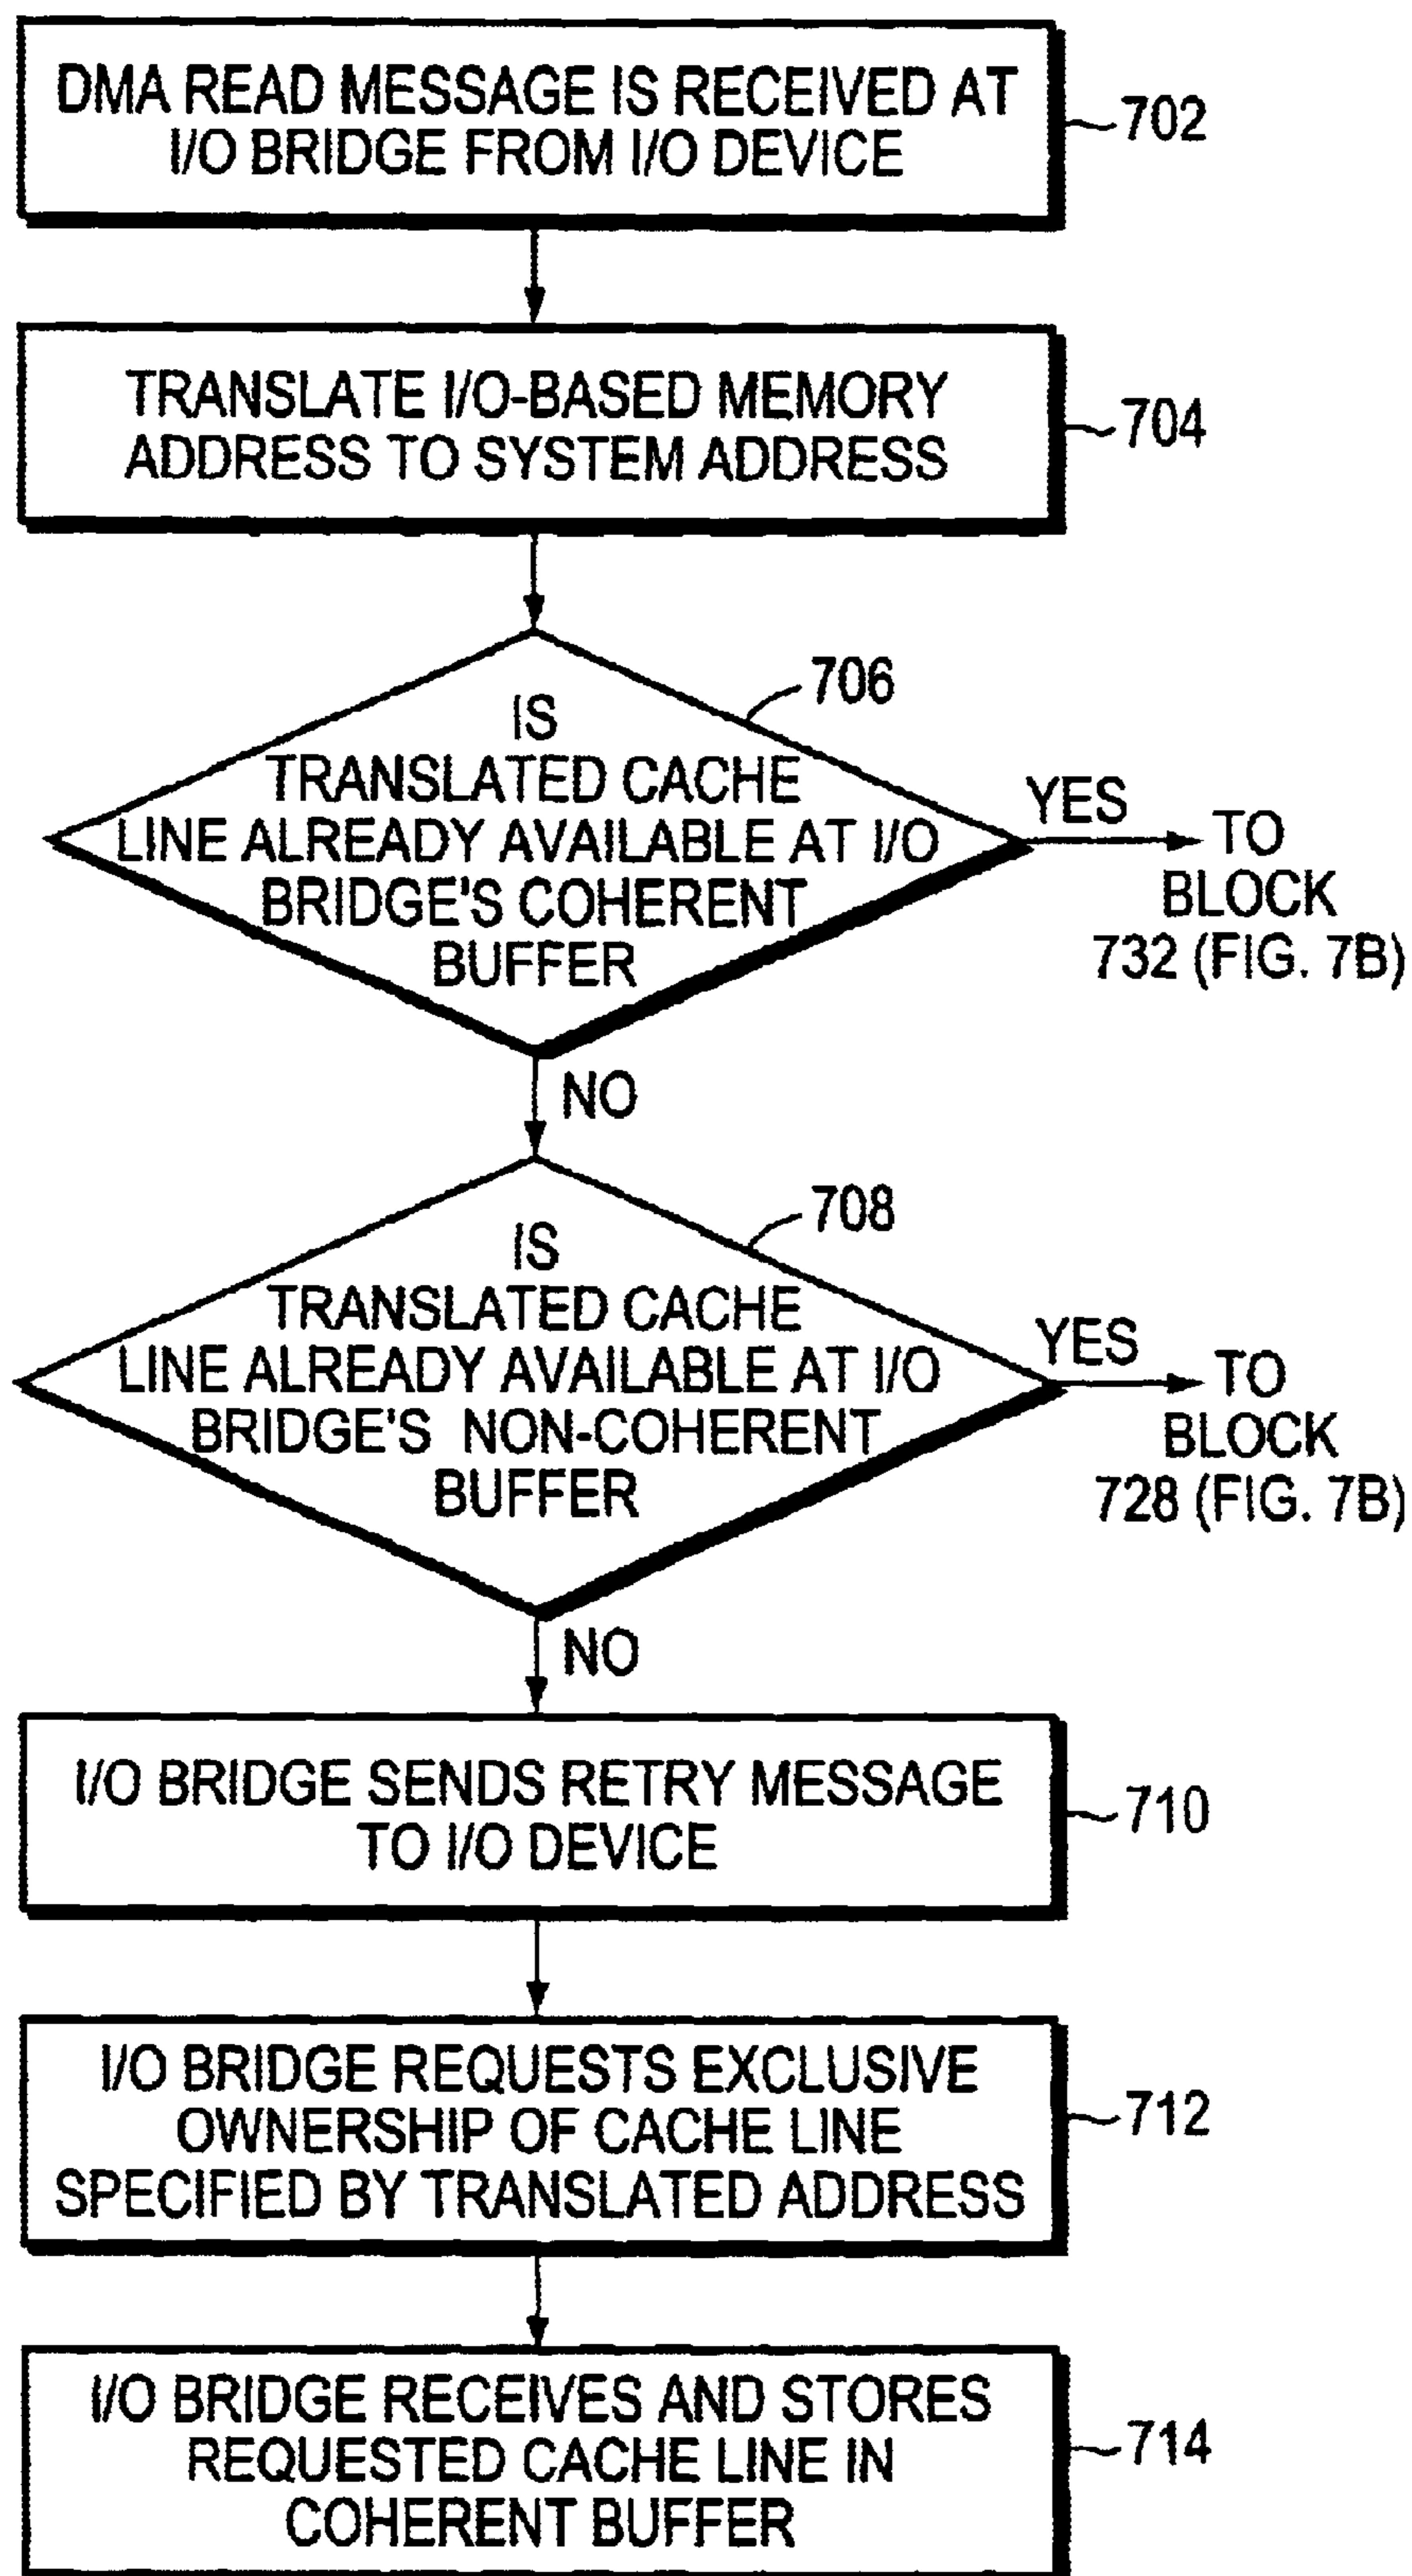 DMA READ MESSAGE IS RECEIVED AT
I/O BRIDGE FROM I/O DEVICE
702
TRANSLATE I/O-BASED MEMORY
ADDRESS TO SYSTEM ADDRESS
704
706
IS
TRANSLATED CACHE
LINE ALREADY AVAILABLE AT I/O
BRIDGE'S COHERENT
BUFFER
YES
TO
BLOCK
732 (FIG. 7B)
NO
708
IS
TRANSLATED CACHE
LINE ALREADY AVAILABLE AT I/O
BRIDGE'S NON-COHERENT
BUFFER
YES
TO
BLOCK
728 (FIG. 7B)
NO
I/O BRIDGE SENDS RETRY MESSAGE
TO I/O DEVICE
710
I/O BRIDGE REQUESTS EXCLUSIVE
OWNERSHIP OF CACHE LINE
SPECIFIED BY TRANSLATED ADDRESS
712
I/O BRIDGE RECEIVES AND STORES
REQUESTED CACHE LINE IN
COHERENT BUFFER
714